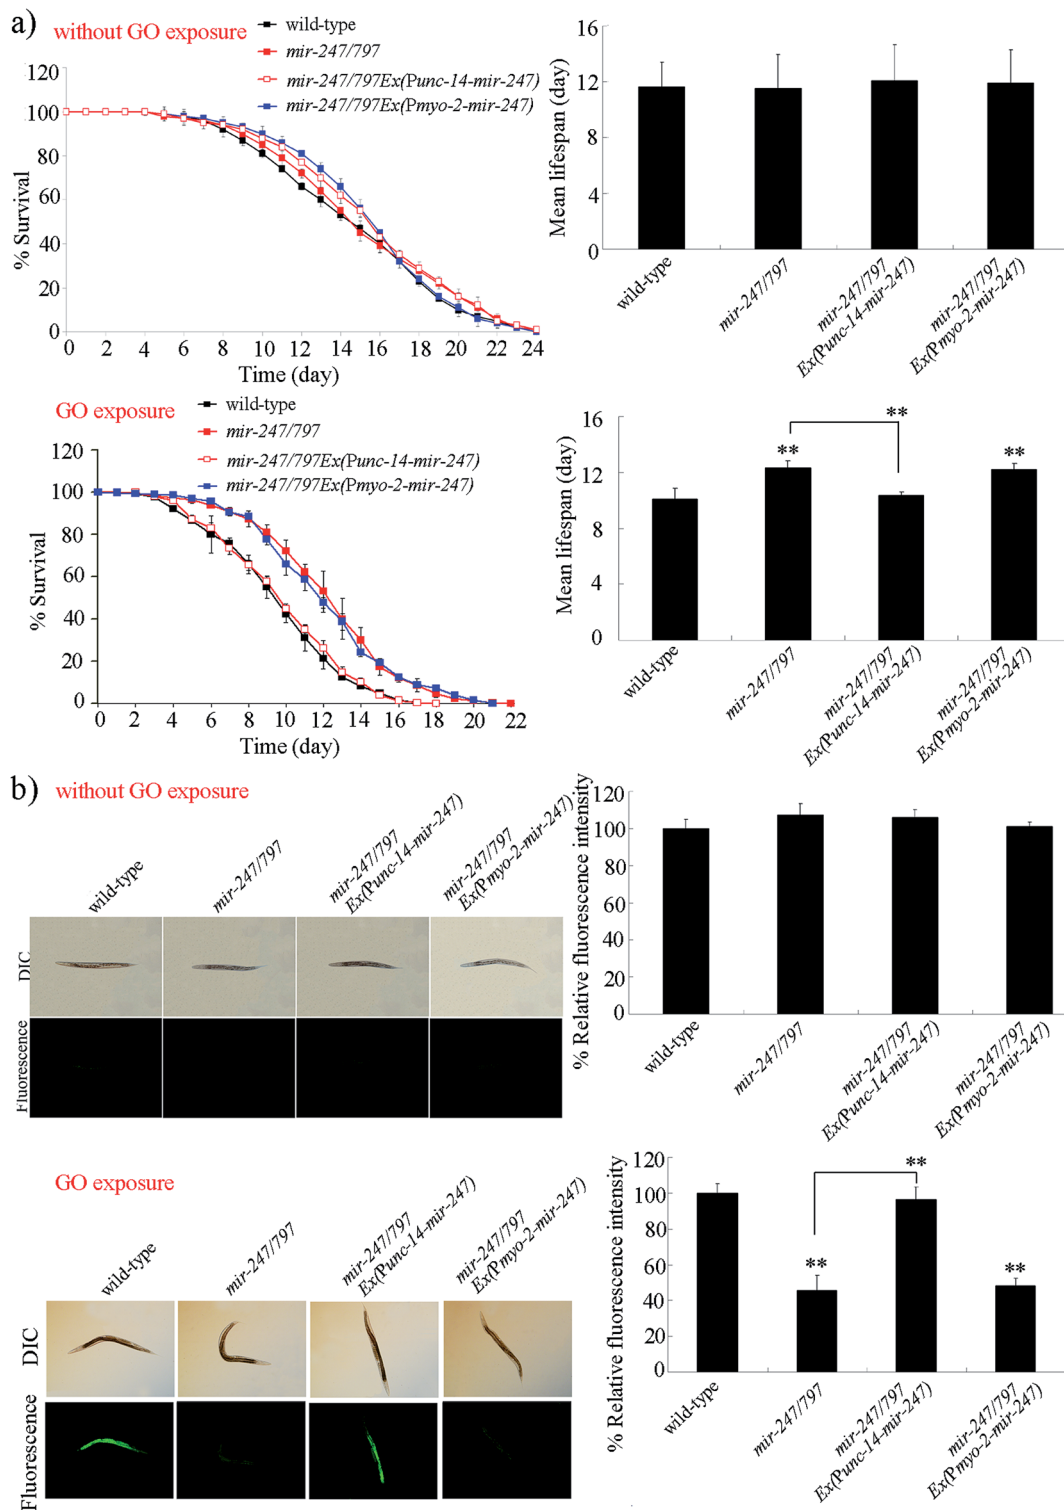 a)
without GO exposure
wild-type
mir-247/797
mir-247/797Ex(Punc-14-mir-247)
mir-247/797Ex(Pmyo-2-mir-247)
% Survival
120
100
80
60
40
20
0
0 2 4 6 8 10 12 14 16 18 20 22 24
Time (day)
Mean lifespan (day)
16
12
8
4
0
wild-type
mir-247/797
mir-247/797
Ex(Punc-14-mir-247)
mir-247/797
Ex(Pmyo-2-mir-247)
GO exposure
wild-type
mir-247/797
mir-247/797Ex(Punc-14-mir-247)
mir-247/797Ex(Pmyo-2-mir-247)
% Survival
120
100
80
60
40
20
0
0 2 4 6 8 10 12 14 16 18 20 22
Time (day)
Mean lifespan (day)
16
12
8
4
0
**
**
**
wild-type
mir-247/797
mir-247/797
Ex(Punc-14-mir-247)
mir-247/797
Ex(Pmyo-2-mir-247)
b)
without GO exposure
wild-type
mir-247/797
mir-247/797
Ex(Punc-14-mir-247)
mir-247/797
Ex(Pmyo-2-mir-247)
DIC
Fluorescence
% Relative fluorescence intensity
120
100
80
60
40
20
0
wild-type
mir-247/797
mir-247/797
Ex(Punc-14-mir-247)
mir-247/797
Ex(Pmyo-2-mir-247)
GO exposure
wild-type
mir-247/797
mir-247/797
Ex(Punc-14-mir-247)
mir-247/797
Ex(Pmyo-2-mir-247)
DIC
Fluorescence
% Relative fluorescence intensity
120
100
80
60
40
20
0
**
**
**
wild-type
mir-247/797
mir-247/797
Ex(Punc-14-mir-247)
mir-247/797
Ex(Pmyo-2-mir-247)